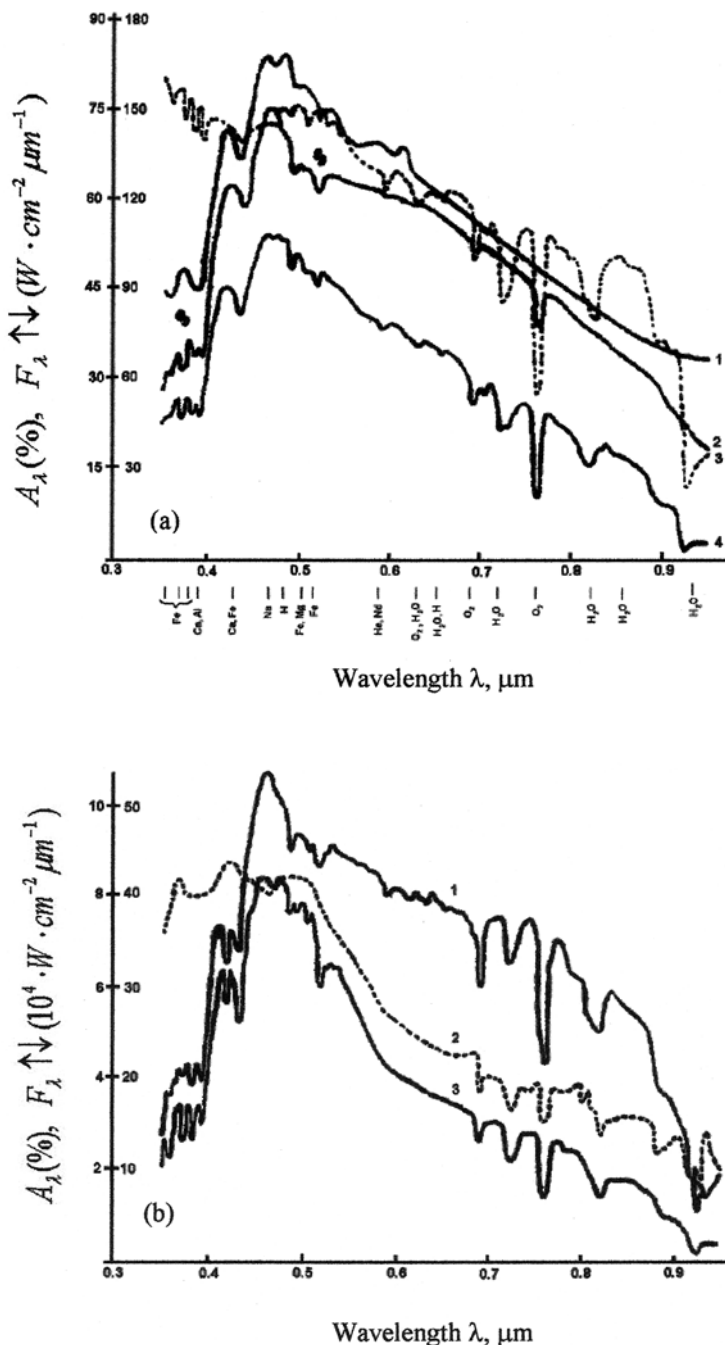 A_λ(%), F_λ ↑↓ (W · cm⁻² μm⁻¹)
90 180
75 150
60 120
45 90
30 60
15 30
(a)
1
2
3
4
0.3 0.4 0.5 0.6 0.7 0.8 0.9
Fe
Ca, Al
Ca, Fe
Na
H
Fe, Mg
Fe
Ha, Nd
O₂, H₂O
H₂O, H
O₂
H₂O
H₂O
H₂O
H₂O
Wavelength λ, μm
A_λ(%), F_λ ↑↓ (10⁴ · W · cm⁻² μm⁻¹)
10 50
8 40
6 30
4 20
2 10
(b)
1
2
3
0.3 0.4 0.5 0.6 0.7 0.8 0.9
Wavelength λ, μm